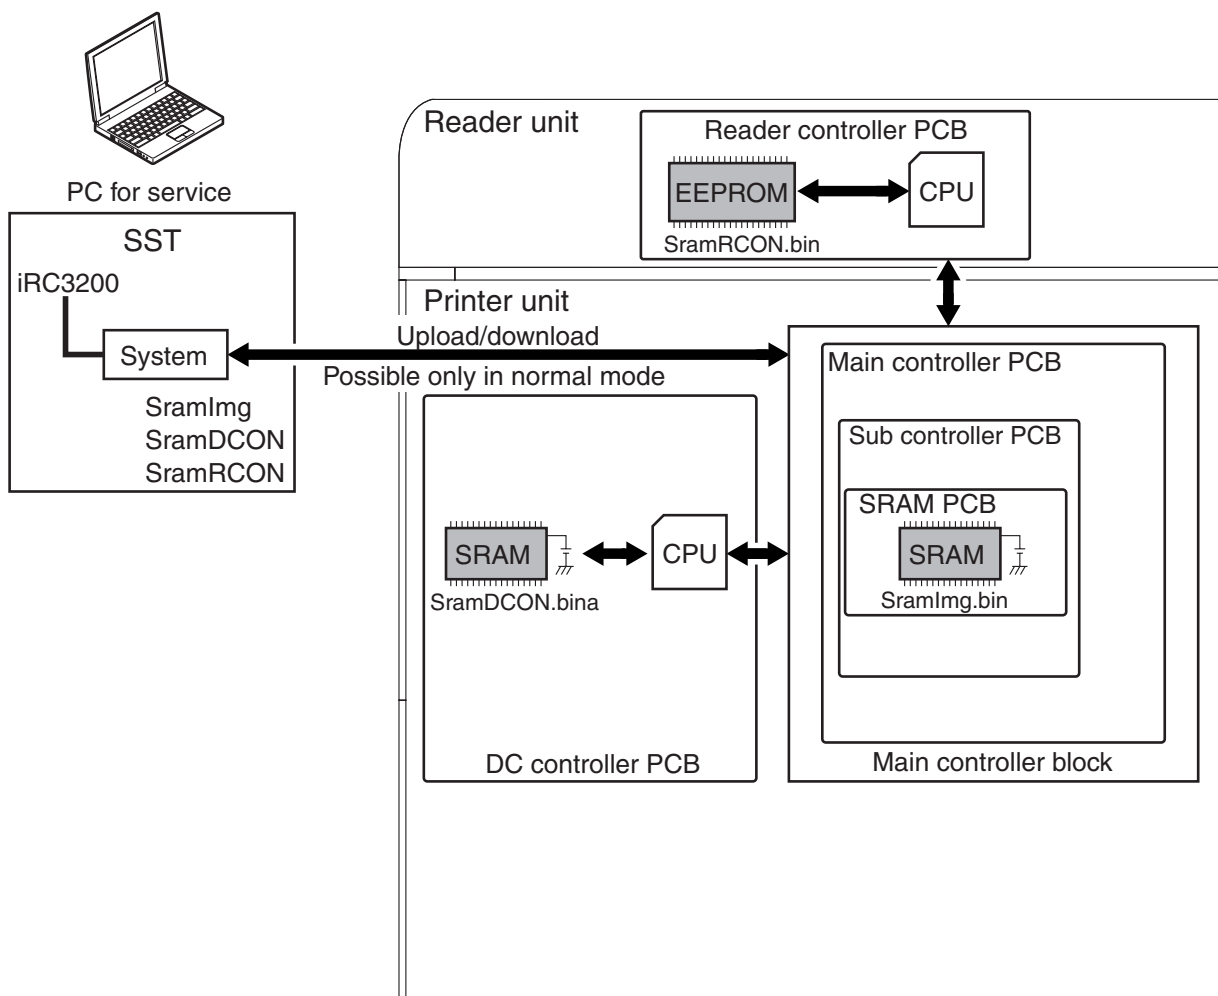 Reader unit
Reader controller PCB
EEPROM
CPU
SramRCON.bin
PC for service
SST
iRC3200
System
SramImg
SramDCON
SramRCON
Printer unit
Upload/download
Possible only in normal mode
Main controller PCB
Sub controller PCB
SRAM PCB
SRAM
SramImg.bin
SRAM
CPU
SramDCON.bina
DC controller PCB
Main controller block